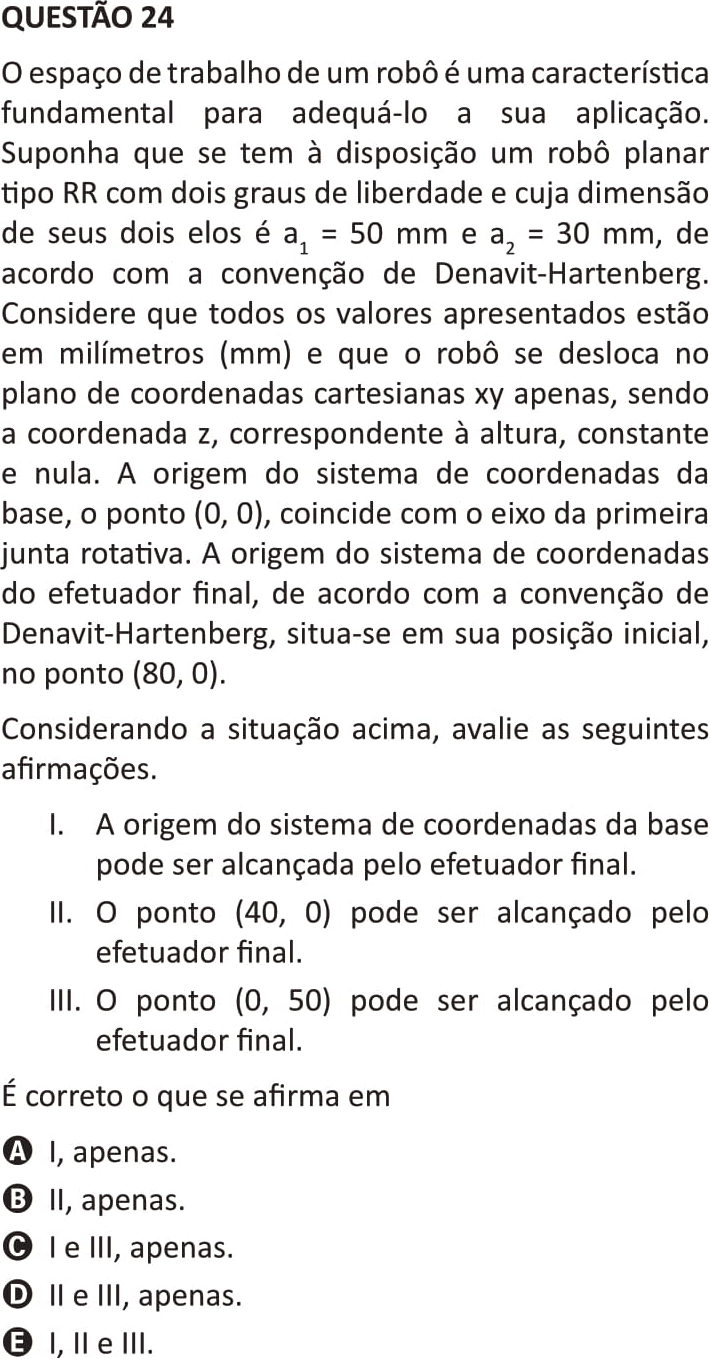 QUESTÃO 24
O espaço de trabalho de um robô é uma característica
fundamental para adequá-lo a sua aplicação.
Suponha que se tem à disposição um robô planar
tipo RR com dois graus de liberdade e cuja dimensão
de seus dois elos é a₁ = 50 mm e a₂ = 30 mm, de
acordo com a convenção de Denavit-Hartenberg.
Considere que todos os valores apresentados estão
em milímetros (mm) e que o robô se desloca no
plano de coordenadas cartesianas xy apenas, sendo
a coordenada z, correspondente à altura, constante
e nula. A origem do sistema de coordenadas da
base, o ponto (0, 0), coincide com o eixo da primeira
junta rotativa. A origem do sistema de coordenadas
do efetuador final, de acordo com a convenção de
Denavit-Hartenberg, situa-se em sua posição inicial,
no ponto (80, 0).
Considerando a situação acima, avalie as seguintes
afirmações.
I. A origem do sistema de coordenadas da base
pode ser alcançada pelo efetuador final.
II. O ponto (40, 0) pode ser alcançado pelo
efetuador final.
III. O ponto (0, 50) pode ser alcançado pelo
efetuador final.
É correto o que se afirma em
A I, apenas.
B II, apenas.
C I e III, apenas.
D II e III, apenas.
E I, II e III.